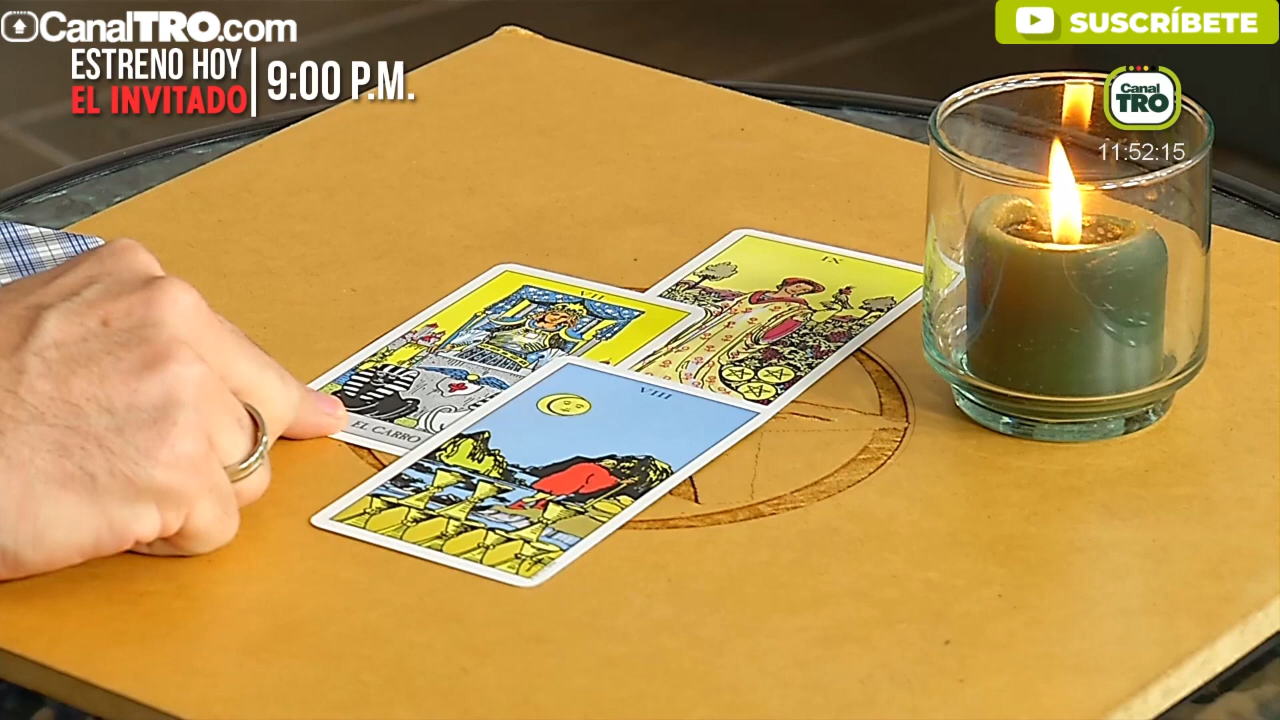 CanalTRO.com
ESTRENO HOY
EL INVITADO
9:00 P.M.
SUSCRÍBETE
Canal
TRO
11:52:15
IX
VII
EL CARRO
VIII